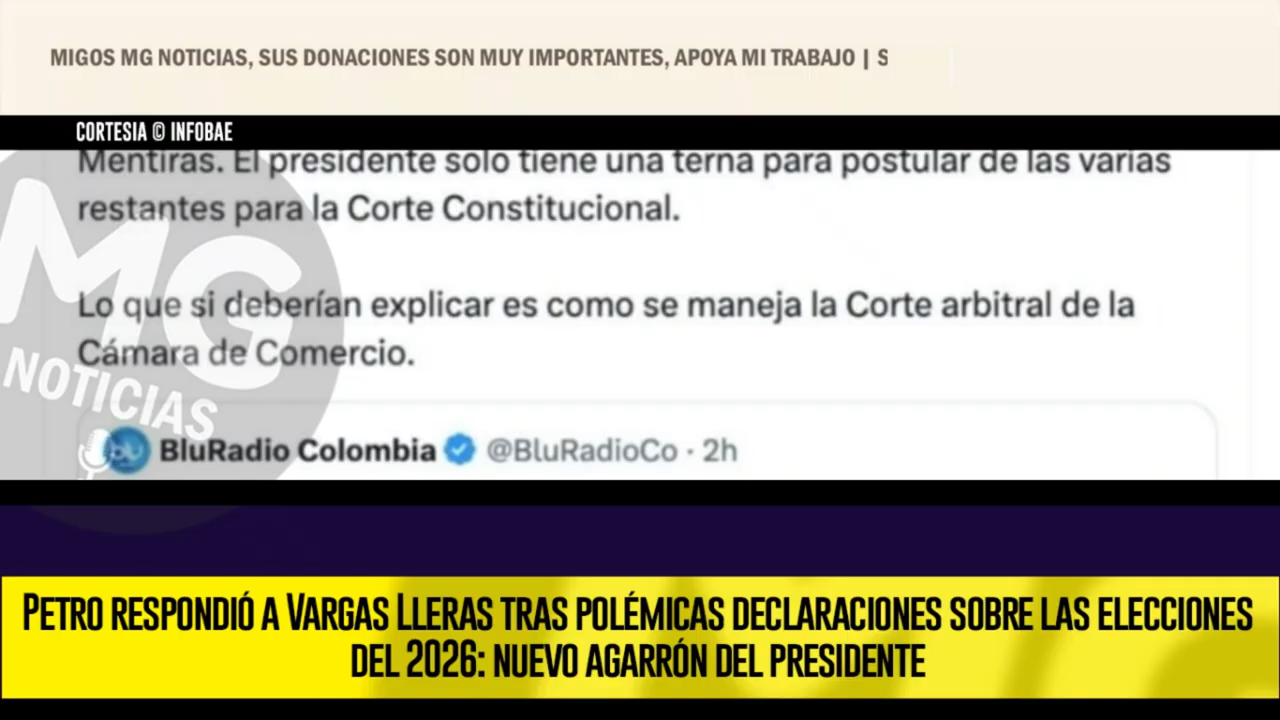 MIGOS MG NOTICIAS, SUS DONACIONES SON MUY IMPORTANTES, APOYA MI TRABAJO | S
CORTESIA © INFOBAE
Mentiras. El presidente solo tiene una terna para postular de las varias
restantes para la Corte Constitucional.
Lo que si deberían explicar es como se maneja la Corte arbitral de la
Cámara de Comercio.
MG
NOTICIAS
BluRadio Colombia @BluRadioCo · 2h
PETRO RESPONDIÓ A VARGAS LLERAS TRAS POLÉMICAS DECLARACIONES SOBRE LAS ELECCIONES
DEL 2026: NUEVO AGARRÓN DEL PRESIDENTE